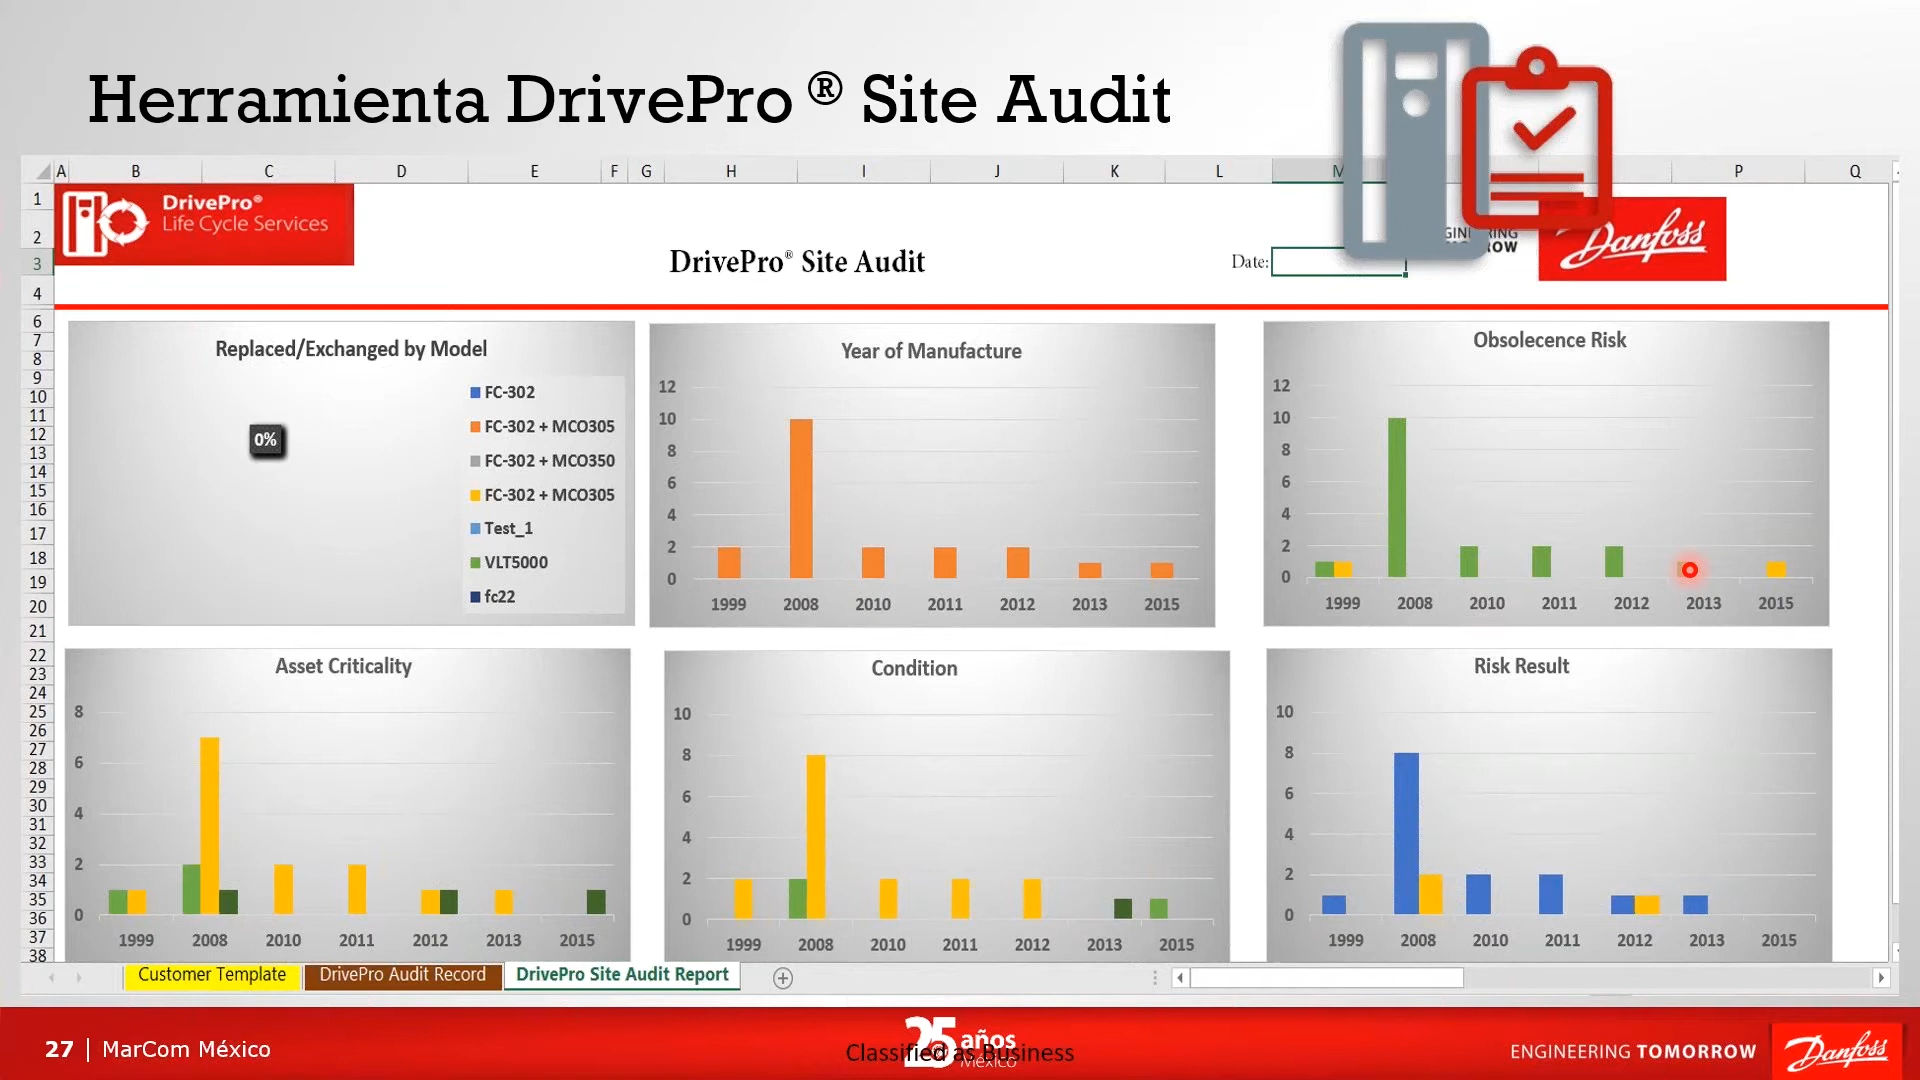 Herramienta DrivePro ® Site Audit
A B C D E F G H I J K L M P Q
1
2
3
4
6
7
8
9
10
11
12
13
14
15
16
17
18
19
20
21
22
23
24
25
26
27
28
29
30
31
32
33
34
35
36
37
38
DrivePro®
Life Cycle Services
DrivePro® Site Audit
Date:
Danfoss
Replaced/Exchanged by Model
0%
FC-302
FC-302 + MCO305
FC-302 + MCO350
FC-302 + MCO305
Test_1
VLT5000
fc22
Year of Manufacture
12
10
8
6
4
2
0
1999 2008 2010 2011 2012 2013 2015
Obsolecence Risk
12
10
8
6
4
2
0
1999 2008 2010 2011 2012 2013 2015
Asset Criticality
8
6
4
2
0
1999 2008 2010 2011 2012 2013 2015
Condition
10
8
6
4
2
0
1999 2008 2010 2011 2012 2013 2015
Risk Result
10
8
6
4
2
0
1999 2008 2010 2011 2012 2013 2015
Customer Template DrivePro Audit Record DrivePro Site Audit Report
27 | MarCom México
25 años
México
Classified as Business
ENGINEERING TOMORROW
Danfoss